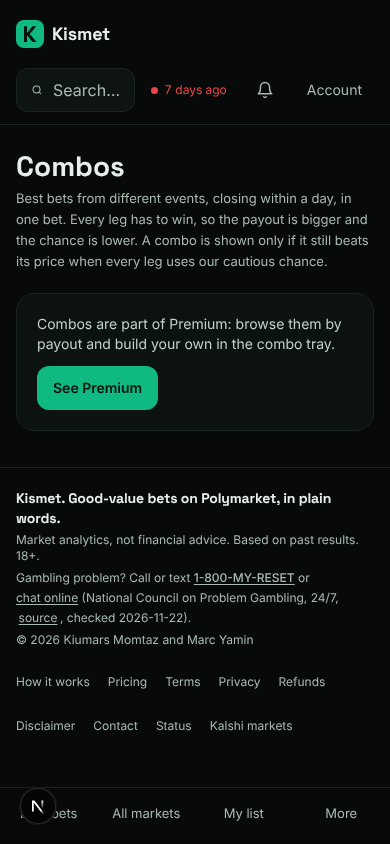 K Kismet
Search... 7 days ago Account
Combos
Best bets from different events, closing within a day, in
one bet. Every leg has to win, so the payout is bigger and
the chance is lower. A combo is shown only if it still beats
its price when every leg uses our cautious chance.
Combos are part of Premium: browse them by
payout and build your own in the combo tray.
See Premium
Kismet. Good-value bets on Polymarket, in plain
words.
Market analytics, not financial advice. Based on past results.
18+.
Gambling problem? Call or text 1-800-MY-RESET or
chat online (National Council on Problem Gambling, 24/7,
source , checked 2026-11-22).
© 2026 Kiumars Momtaz and Marc Yamin
How it works Pricing Terms Privacy Refunds
Disclaimer Contact Status Kalshi markets
N bets All markets My list More